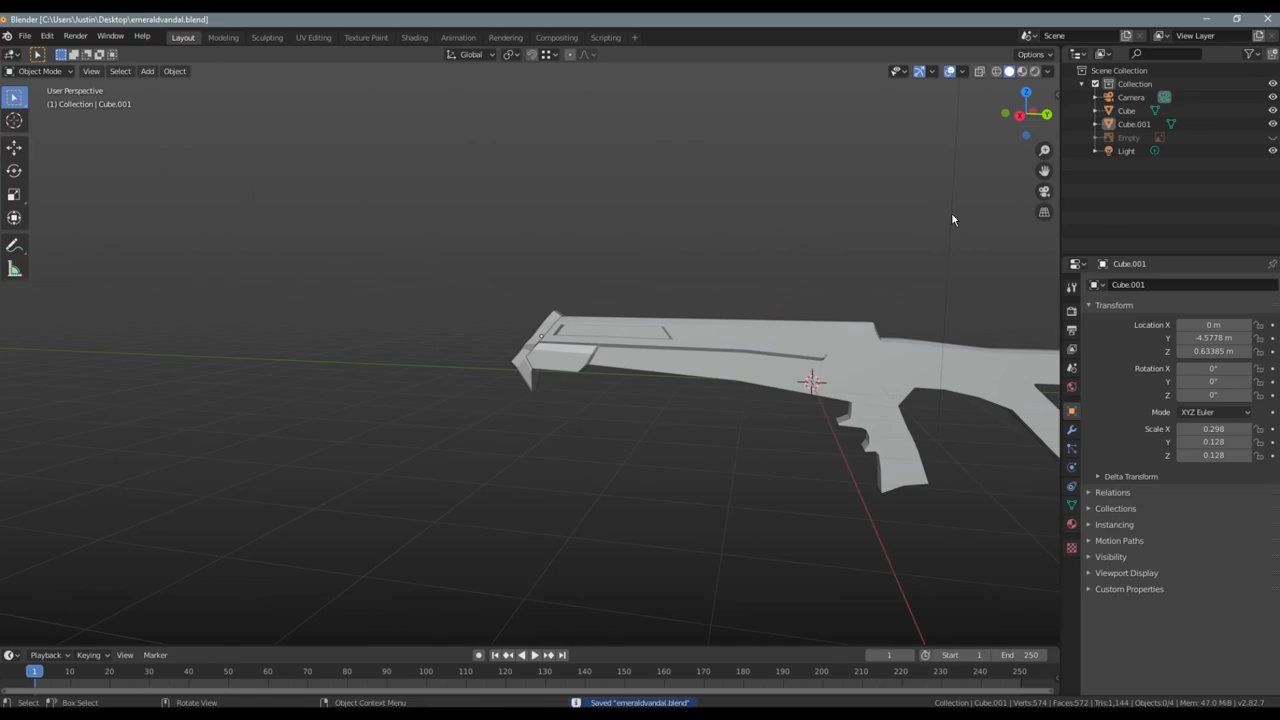 Blender [C:\Users\Justin\Desktop\emeraldvandal.blend]
File Edit Render Window Help
Layout Modeling Sculpting UV Editing Texture Paint Shading Animation Rendering Compositing Scripting +
Scene
View Layer
Global
Options
Object Mode View Select Add Object
User Perspective
(1) Collection | Cube.001
Z
X
Y
Scene Collection
Collection
Camera
Cube
Cube.001
Empty
Light
Cube.001
Cube.001
Transform
Location X 0 m
Y -4.5778 m
Z 0.63385 m
Rotation X 0°
Y 0°
Z 0°
Mode XYZ Euler
Scale X 0.298
Y 0.128
Z 0.128
Delta Transform
Relations
Collections
Instancing
Motion Paths
Visibility
Viewport Display
Custom Properties
Playback Keying View Marker
1 Start 1 End 250
1 10 20 30 40 50 60 70 80 90 100 110 120 130 140 150 160 170 180 190 200 210 220 230 240 250
Select Box Select Rotate View Object Context Menu Saved "emeraldvandal.blend" Collection | Cube.001 | Verts:574 | Faces:572 | Tris:1,144 | Objects:0/4 | Mem: 47.0 MiB | v2.82.7